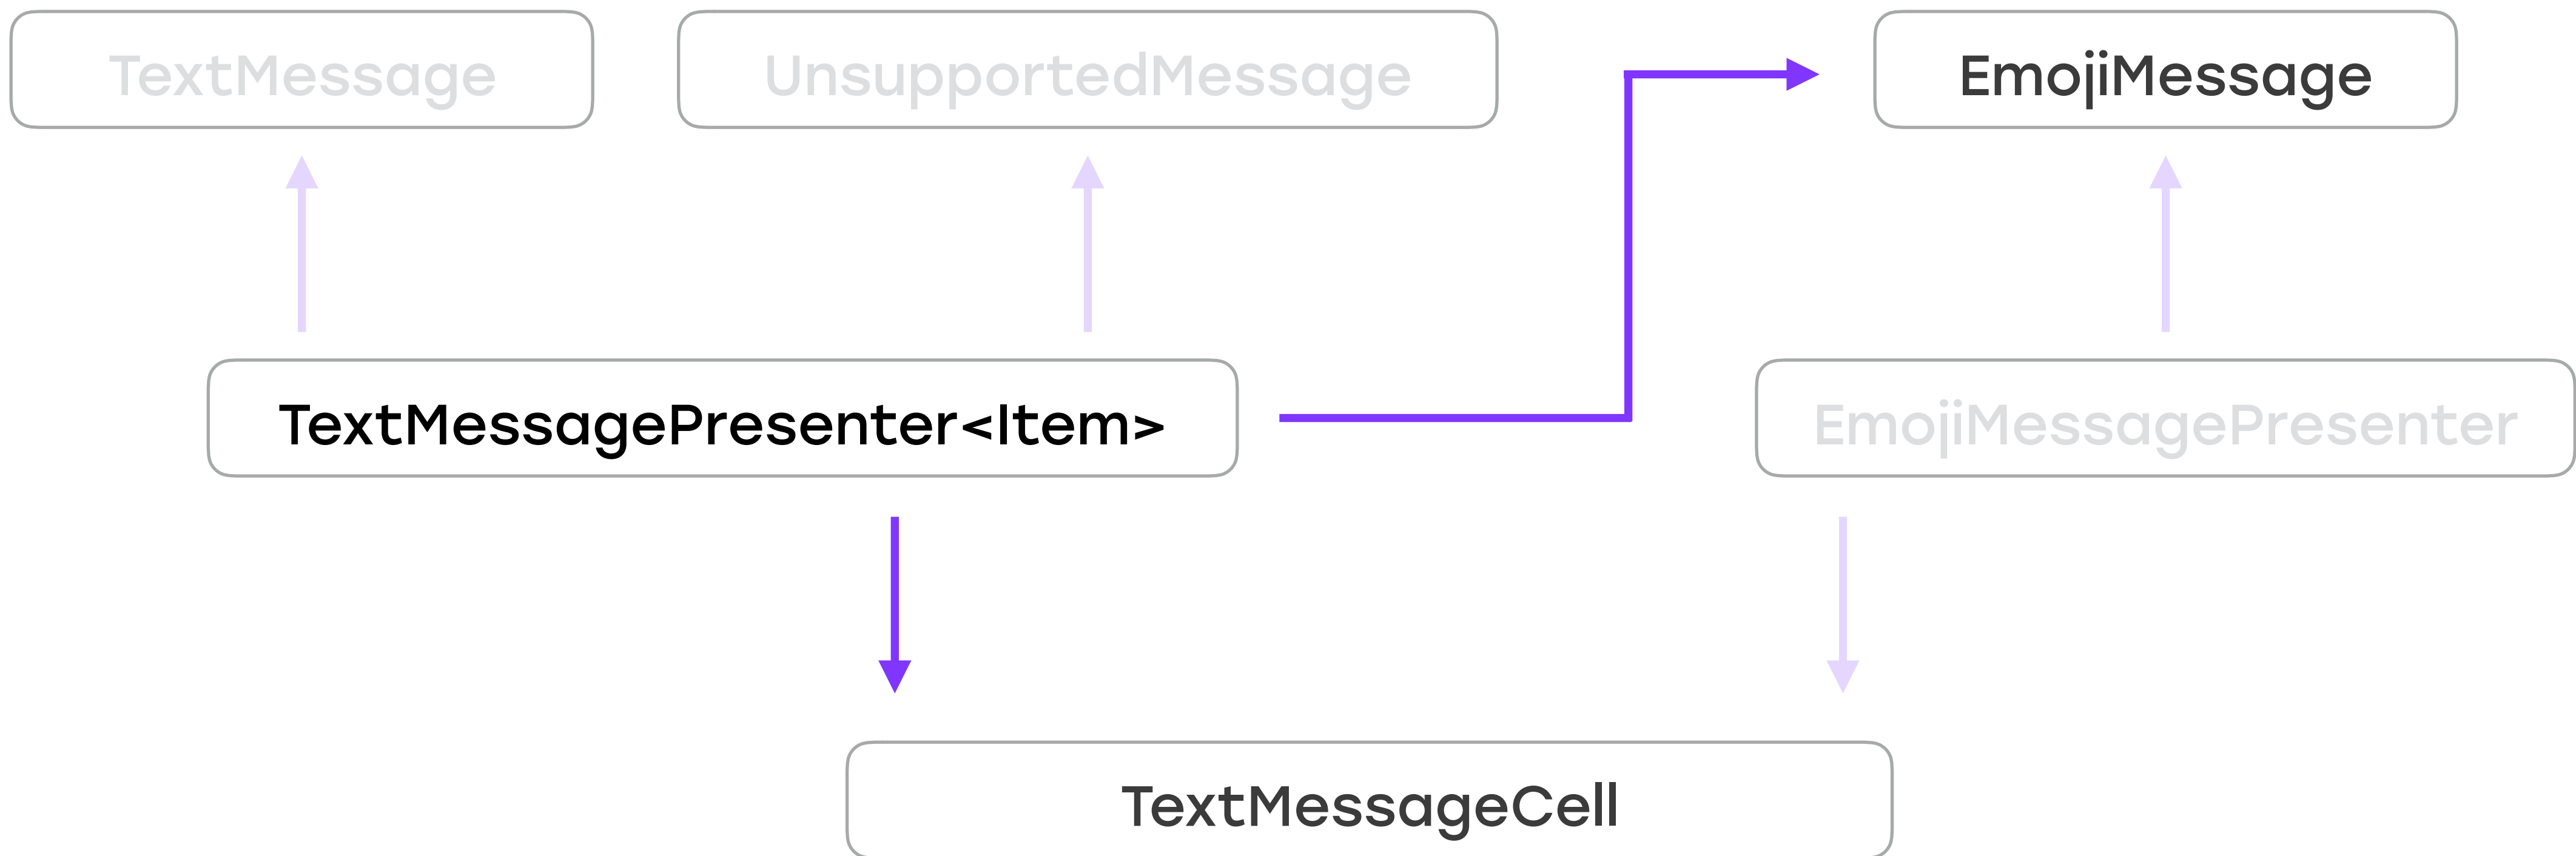 TextMessage
UnsupportedMessage
EmojiMessage
TextMessagePresenter<Item>
EmojiMessagePresenter
TextMessageCell